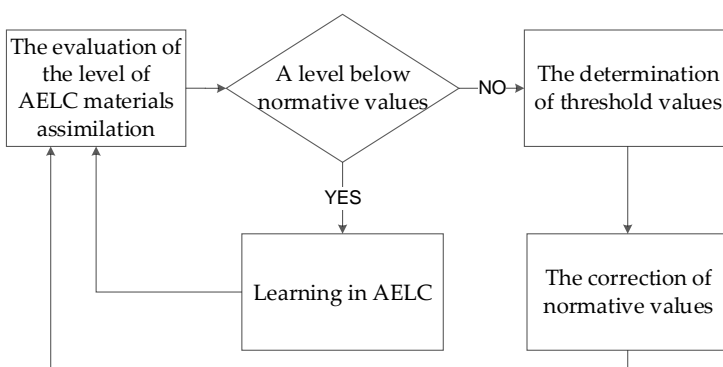 The evaluation of
the level of
AELC materials
assimilation
A level below
normative values
NO
The determination
of threshold values
YES
Learning in AELC
The correction of
normative values